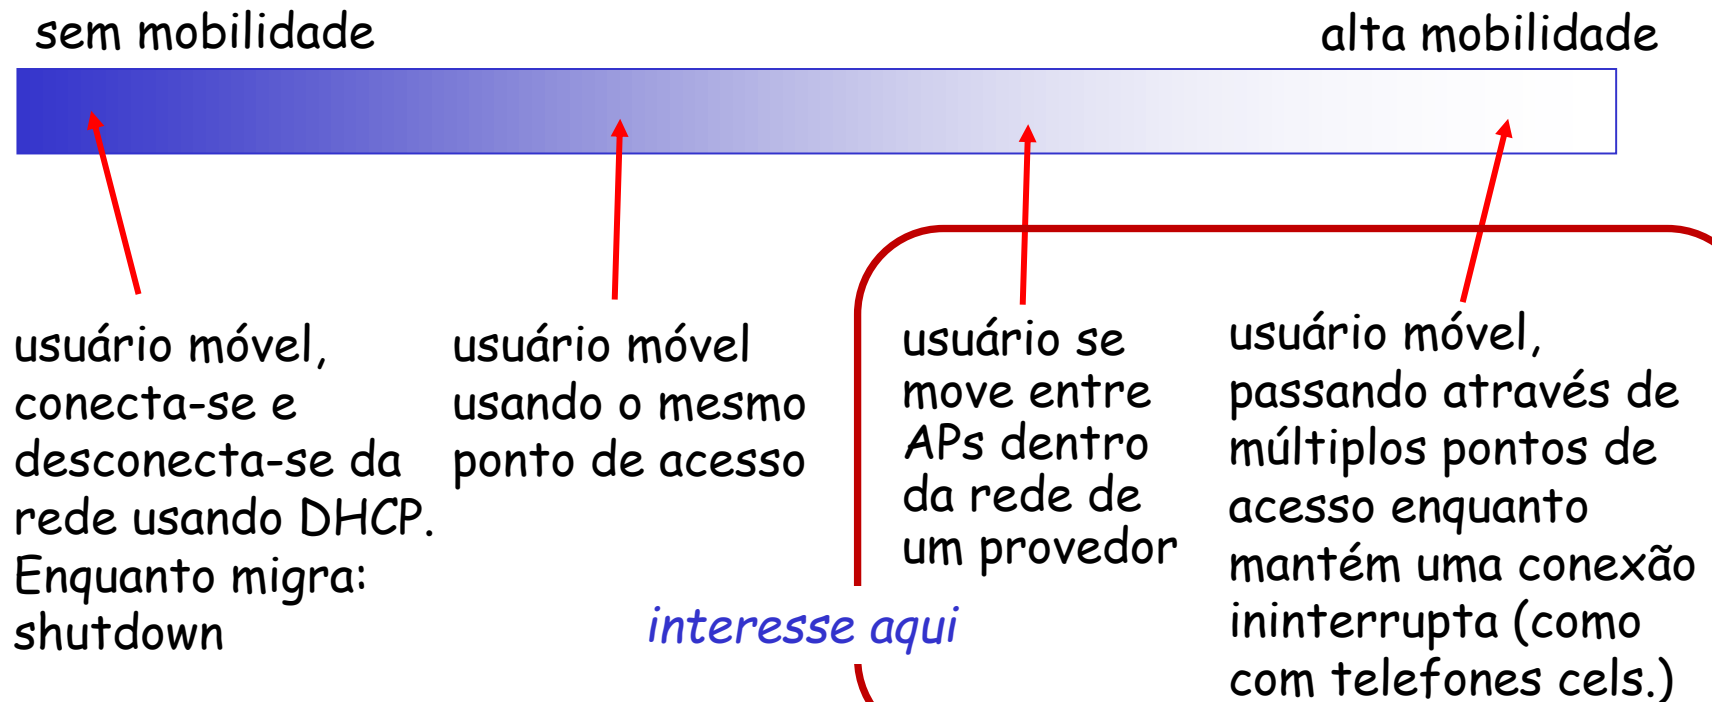 sem mobilidade
alta mobilidade
usuário móvel,
conecta-se e
desconecta-se da
rede usando DHCP.
Enquanto migra:
shutdown
usuário móvel
usando o mesmo
ponto de acesso
usuário se
move entre
APs dentro
da rede de
um provedor
usuário móvel,
passando através de
múltiplos pontos de
acesso enquanto
mantém uma conexão
ininterrupta (como
com telefones cels.)
interesse aqui